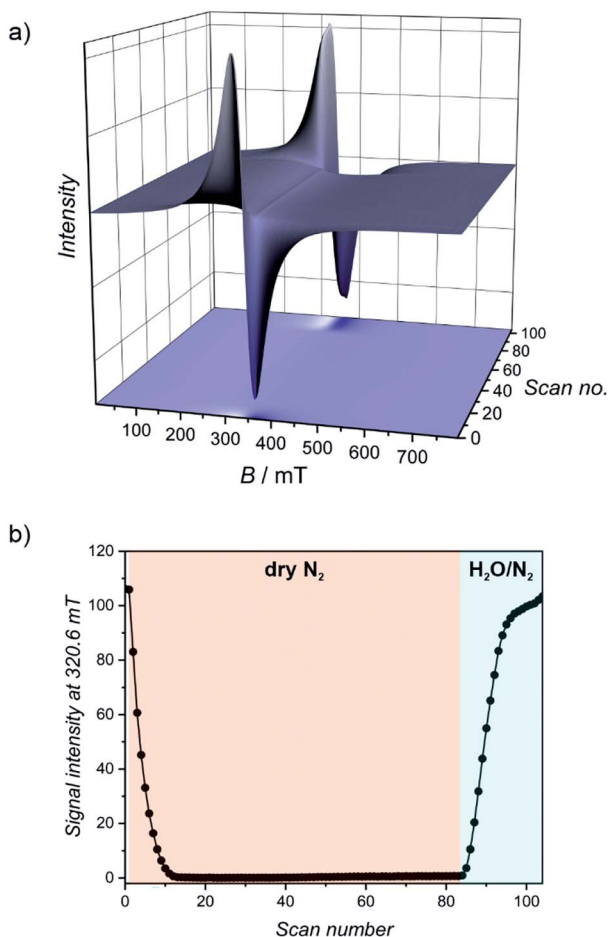 a)
Intensity
100
80
60
40
20
0
Scan no.
100 200 300 400 500 600 700
B / mT
b)
120
100
80
60
40
20
0
Signal intensity at 320.6 mT
dry N₂
H₂O/N₂
0 20 40 60 80 100
Scan number